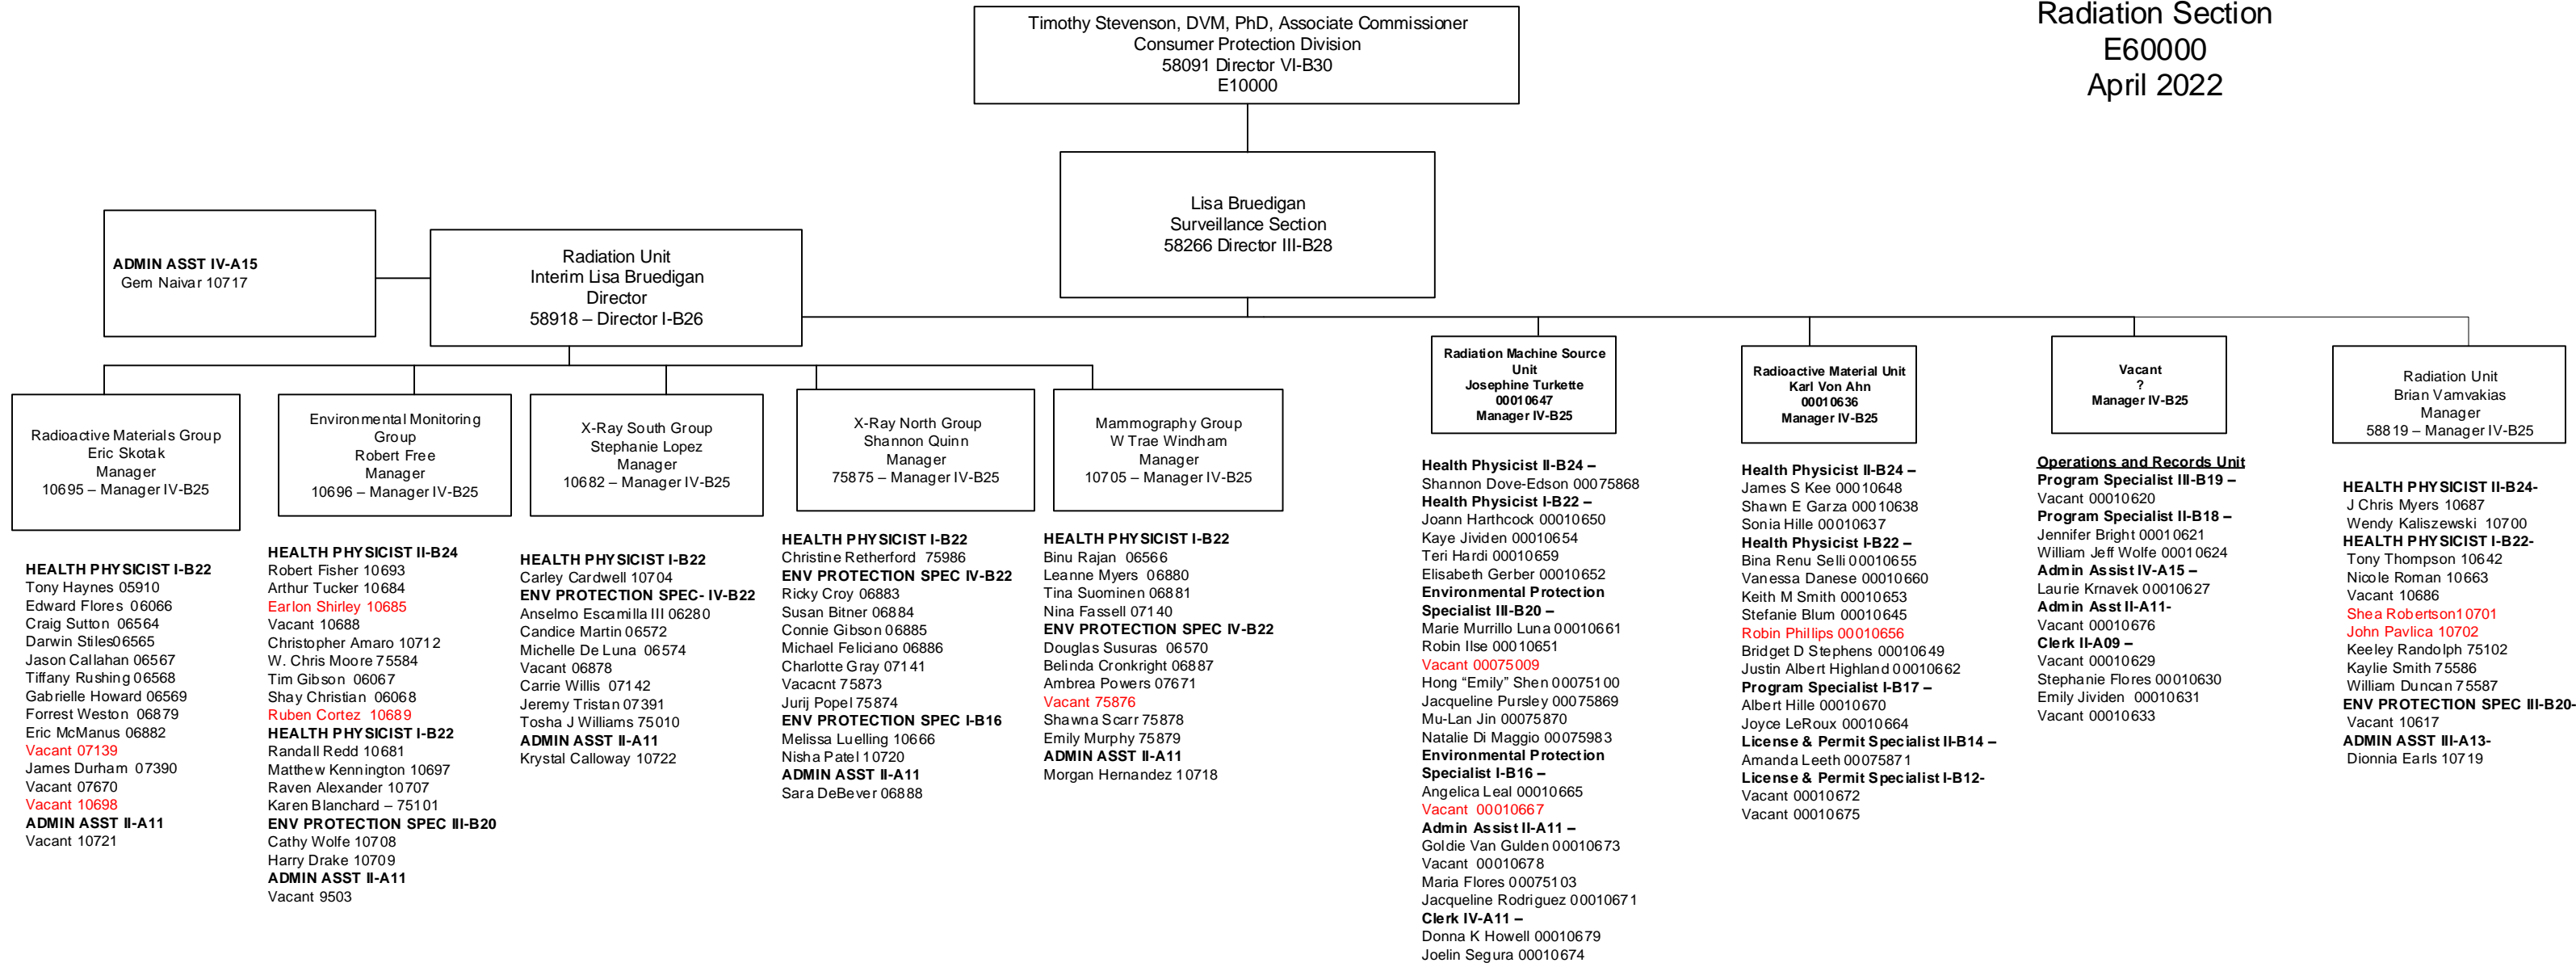 Radiation Section
E60000
April 2022
Timothy Stevenson, DVM, PhD, Associate Commissioner
Consumer Protection Division
58091 Director VI-B30
E10000
Lisa Bruedigan
Surveillance Section
58266 Director III-B28
ADMIN ASST IV-A15
Gem Naivar 10717
Radiation Unit
Interim Lisa Bruedigan
Director
58918 – Director I-B26
Radioactive Materials Group
Eric Skotak
Manager
10695 – Manager IV-B25
HEALTH PHYSICIST I-B22
Tony Haynes 05910
Edward Flores 06066
Craig Sutton 06564
Darwin Stiles06565
Jason Callahan 06567
Tiffany Rushing 06568
Gabrielle Howard 06569
Forrest Weston 06879
Eric McManus 06882
Vacant 07139
James Durham 07390
Vacant 07670
Vacant 10698
ADMIN ASST II-A11
Vacant 10721
Environmental Monitoring
Group
Robert Free
Manager
10696 – Manager IV-B25
HEALTH PHYSICIST II-B24
Robert Fisher 10693
Arthur Tucker 10684
Earlon Shirley 10685
Vacant 10688
Christopher Amaro 10712
W. Chris Moore 75584
Tim Gibson 06067
Shay Christian 06068
Ruben Cortez 10689
HEALTH PHYSICIST I-B22
Randall Redd 10681
Matthew Kennington 10697
Raven Alexander 10707
Karen Blanchard – 75101
ENV PROTECTION SPEC III-B20
Cathy Wolfe 10708
Harry Drake 10709
ADMIN ASST II-A11
Vacant 9503
X-Ray South Group
Stephanie Lopez
Manager
10682 – Manager IV-B25
HEALTH PHYSICIST I-B22
Carley Cardwell 10704
ENV PROTECTION SPEC- IV-B22
Anselmo Escamilla III 06280
Candice Martin 06572
Michelle De Luna 06574
Vacant 06878
Carrie Willis 07142
Jeremy Tristan 07391
Tosha J Williams 75010
ADMIN ASST II-A11
Krystal Calloway 10722
X-Ray North Group
Shannon Quinn
Manager
75875 – Manager IV-B25
HEALTH PHYSICIST I-B22
Christine Retherford 75986
ENV PROTECTION SPEC IV-B22
Ricky Croy 06883
Susan Bitner 06884
Connie Gibson 06885
Michael Feliciano 06886
Charlotte Gray 07141
Vacacnt 75873
Jurij Popel 75874
ENV PROTECTION SPEC I-B16
Melissa Luelling 10666
Nisha Patel 10720
ADMIN ASST II-A11
Sara DeBever 06888
Mammography Group
W Trae Windham
Manager
10705 – Manager IV-B25
HEALTH PHYSICIST I-B22
Binu Rajan 06566
Leanne Myers 06880
Tina Suominen 06881
Nina Fassell 07140
ENV PROTECTION SPEC IV-B22
Douglas Susuras 06570
Belinda Cronkright 06887
Ambrea Powers 07671
Vacant 75876
Shawna Scarr 75878
Emily Murphy 75879
ADMIN ASST II-A11
Morgan Hernandez 10718
Radiation Machine Source
Unit
Josephine Turkette
00010647
Manager IV-B25
Health Physicist II-B24 –
Shannon Dove-Edson 00075868
Health Physicist I-B22 –
Joann Harthcock 00010650
Kaye Jividen 00010654
Teri Hardi 00010659
Elisabeth Gerber 00010652
Environmental Protection
Specialist III-B20 –
Marie Murrillo Luna 00010661
Robin Ilse 00010651
Vacant 00075009
Hong “Emily” Shen 00075100
Jacqueline Pursley 00075869
Mu-Lan Jin 00075870
Natalie Di Maggio 00075983
Environmental Protection
Specialist I-B16 –
Angelica Leal 00010665
Vacant 00010667
Admin Assist II-A11 –
Goldie Van Gulden 00010673
Vacant 00010678
Maria Flores 00075103
Jacqueline Rodriguez 00010671
Clerk IV-A11 –
Donna K Howell 00010679
Joelin Segura 00010674
Radioactive Material Unit
Karl Von Ahn
00010636
Manager IV-B25
Health Physicist II-B24 –
James S Kee 00010648
Shawn E Garza 00010638
Sonia Hille 00010637
Health Physicist I-B22 –
Bina Renu Selli 00010655
Vanessa Danese 00010660
Keith M Smith 00010653
Stefanie Blum 00010645
Robin Phillips 00010656
Bridget D Stephens 00010649
Justin Albert Highland 00010662
Program Specialist I-B17 –
Albert Hille 00010670
Joyce LeRoux 00010664
License & Permit Specialist II-B14 –
Amanda Leeth 00075871
License & Permit Specialist I-B12-
Vacant 00010672
Vacant 00010675
Vacant
?
Manager IV-B25
Operations and Records Unit
Program Specialist III-B19 –
Vacant 00010620
Program Specialist II-B18 –
Jennifer Bright 00010621
William Jeff Wolfe 00010624
Admin Assist IV-A15 –
Laurie Krnavek 00010627
Admin Asst II-A11-
Vacant 00010676
Clerk II-A09 –
Vacant 00010629
Stephanie Flores 00010630
Emily Jividen 00010631
Vacant 00010633
Radiation Unit
Brian Vamvakias
Manager
58819 – Manager IV-B25
HEALTH PHYSICIST II-B24-
J Chris Myers 10687
Wendy Kaliszewski 10700
HEALTH PHYSICIST I-B22-
Tony Thompson 10642
Nicole Roman 10663
Vacant 10686
Shea Robertson10701
John Pavlica 10702
Keeley Randolph 75102
Kaylie Smith 75586
William Duncan 75587
ENV PROTECTION SPEC III-B20-
Vacant 10617
ADMIN ASST III-A13-
Dionnia Earls 10719